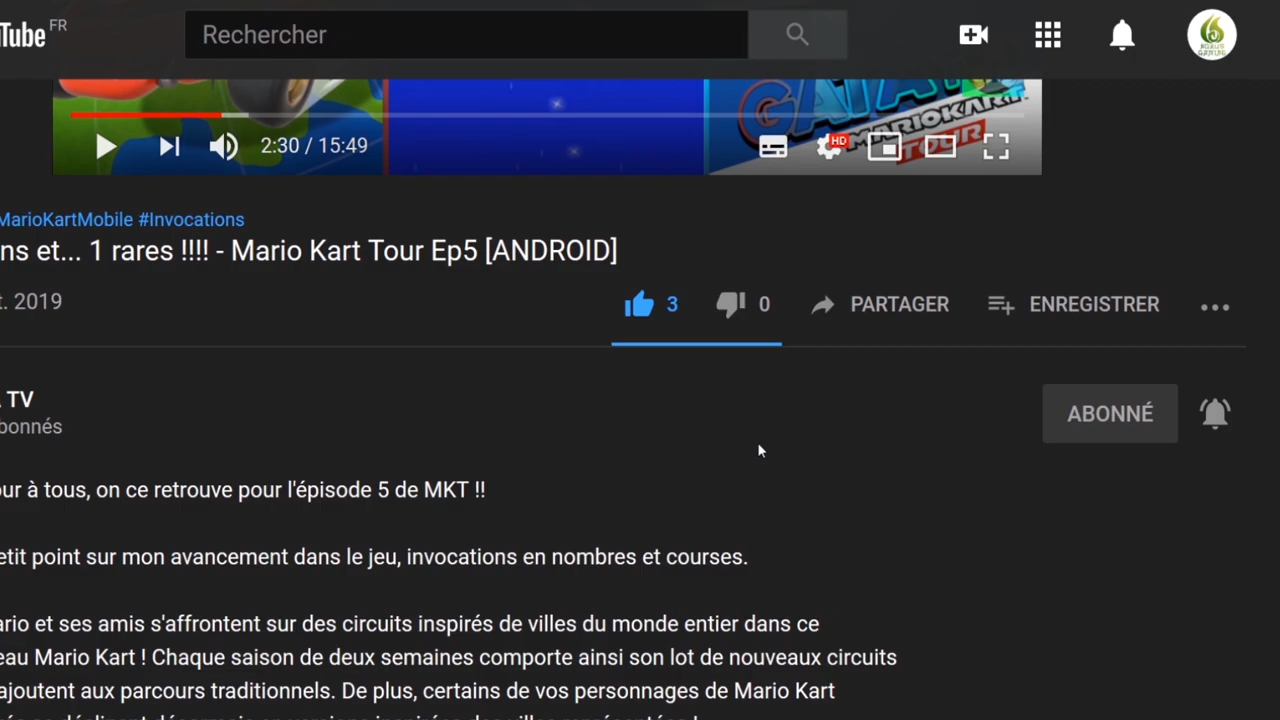 Tube FR
Rechercher
GATAR
MARIOKART
TOUR
2:30 / 15:49
HD
MarioKartMobile #Invocations
ns et... 1 rares !!!! - Mario Kart Tour Ep5 [ANDROID]
t. 2019
3
0
PARTAGER
ENREGISTRER
TV
bonnés
ABONNÉ
ur à tous, on ce retrouve pour l'épisode 5 de MKT !!
etit point sur mon avancement dans le jeu, invocations en nombres et courses.
ario et ses amis s'affrontent sur des circuits inspirés de villes du monde entier dans ce
eau Mario Kart ! Chaque saison de deux semaines comporte ainsi son lot de nouveaux circuits
ajoutent aux parcours traditionnels. De plus, certains de vos personnages de Mario Kart